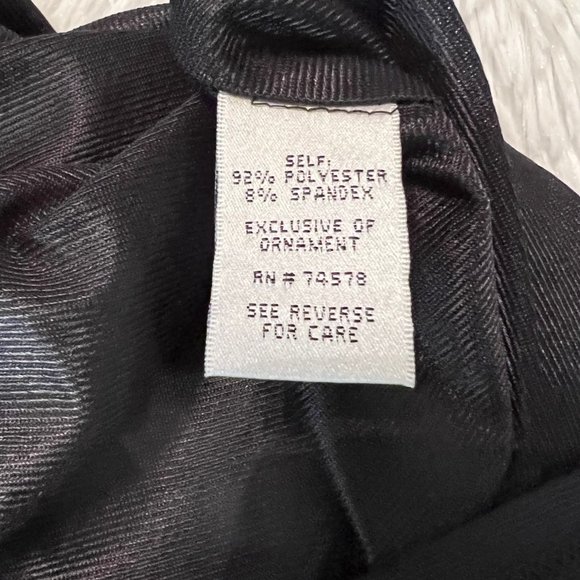 SELF:
92% POLYESTER
8% SPANDEX
EXCLUSIVE OF
ORNAMENT
RN # 74578
SEE REVERSE
FOR CARE